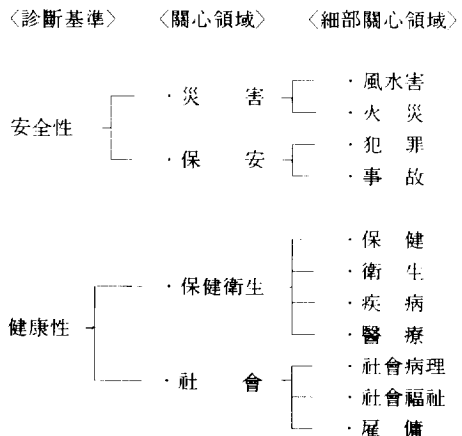 〈診斷基準〉 〈關心領域〉 〈細部關心領域〉
· 風水害
· 災 害
· 火 災
安全性
· 犯 罪
· 保 安
· 事 故
· 保 健
· 衛 生
· 保健衛生
· 疾 病
· 醫 療
健康性
· 社會病理
· 社 會
· 社會福祉
· 雇 傭